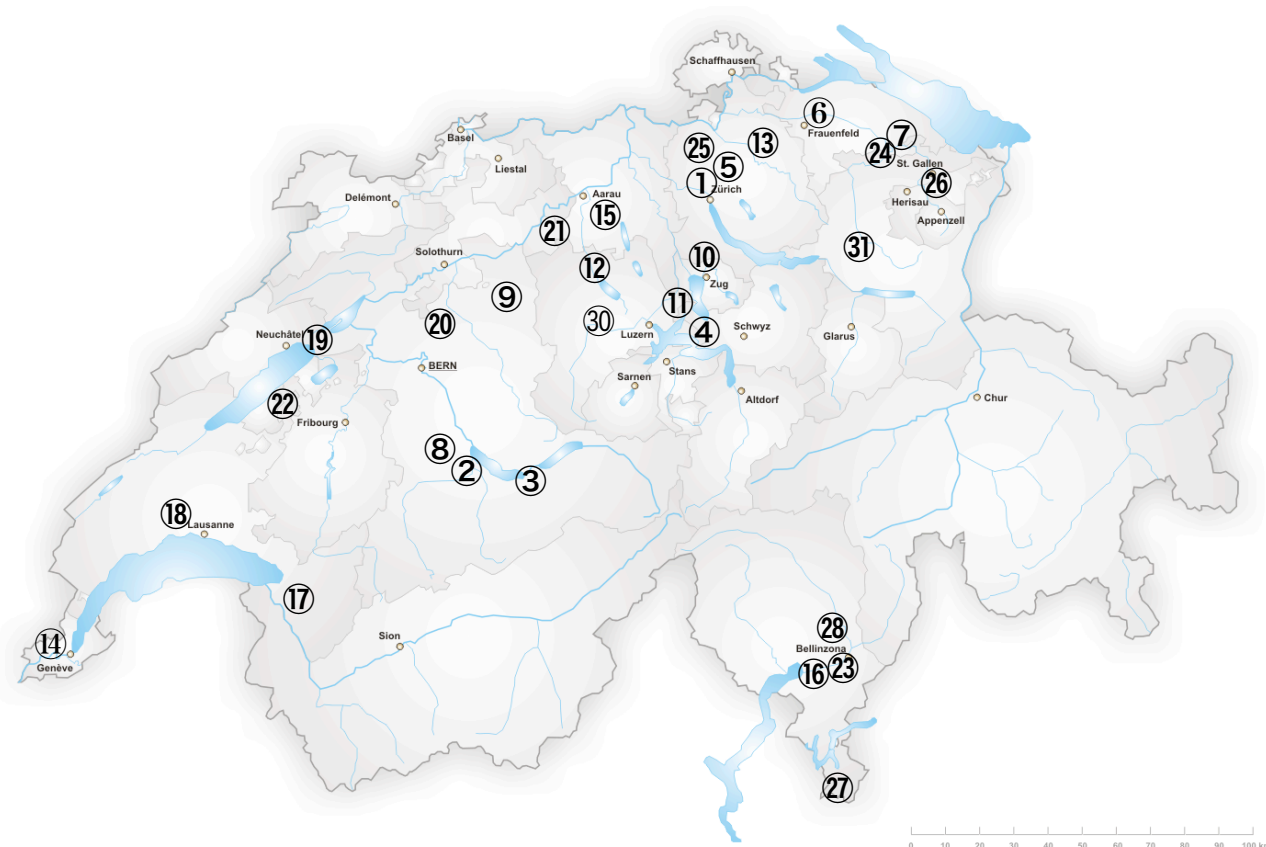 Schaffhausen
⑥
Frauenfeld
Basel
⑦
㉕
⑬
㉔
St. Gallen
Liestal
⑤
①
Zürich
㉖
Delémont
Aarau
Herisau
⑮
Appenzell
㉑
㉛
Solothurn
⑩
⑫
Zug
⑨
⑪
⑳
㉚
Luzern
④
Schwyz
Glarus
Neuchâtel
⑲
BERN
Stans
Sarnen
Altdorf
Chur
㉒
Fribourg
⑧
②
③
⑱
Lausanne
⑰
㉘
Sion
Bellinzona
⑭
Genève
⑯
㉓
㉗
0 10 20 30 40 50 60 70 80 90 100 km